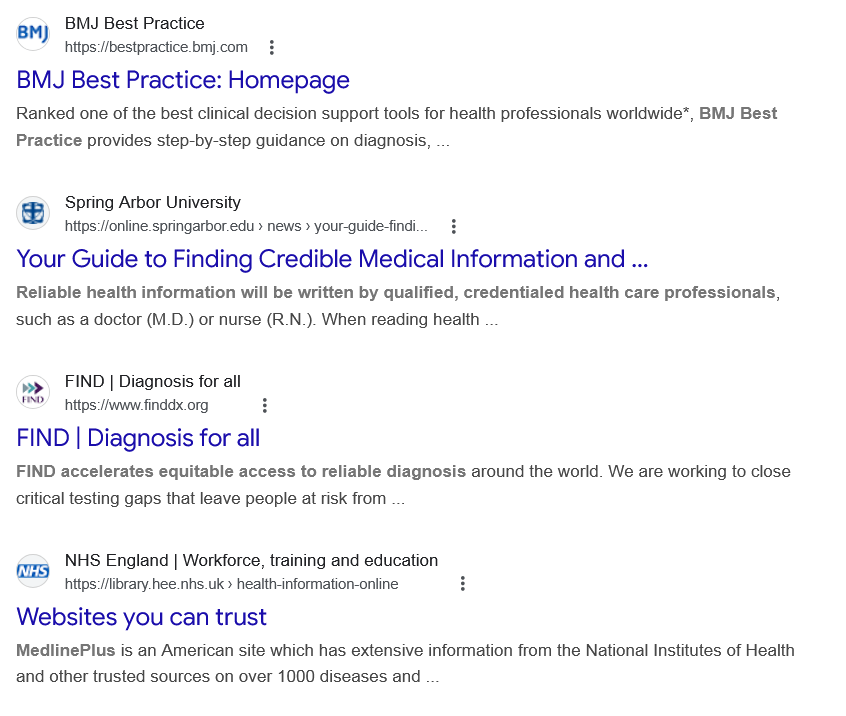 BMJ
BMJ Best Practice
https://bestpractice.bmj.com
BMJ Best Practice: Homepage
Ranked one of the best clinical decision support tools for health professionals worldwide*, BMJ Best
Practice provides step-by-step guidance on diagnosis, ...
Spring Arbor University
https://online.springarbor.edu › news › your-guide-findi...
Your Guide to Finding Credible Medical Information and ...
Reliable health information will be written by qualified, credentialed health care professionals,
such as a doctor (M.D.) or nurse (R.N.). When reading health ...
FIND
FIND | Diagnosis for all
https://www.finddx.org
FIND | Diagnosis for all
FIND accelerates equitable access to reliable diagnosis around the world. We are working to close
critical testing gaps that leave people at risk from ...
NHS
NHS England | Workforce, training and education
https://library.hee.nhs.uk › health-information-online
Websites you can trust
MedlinePlus is an American site which has extensive information from the National Institutes of Health
and other trusted sources on over 1000 diseases and ...